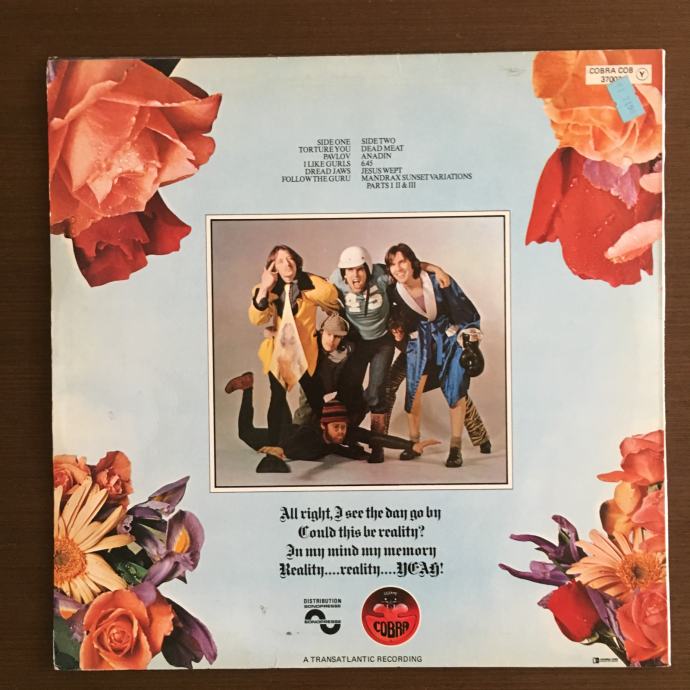 COBRA COB
Y
SIDE ONE
TORTURE YOU
PAVLOV
I LIKE GURLS
DREAD JAWS
FOLLOW THE GURU
SIDE TWO
DEAD MEAT
ANADIN
6.45
JESUS WEPT
MANDRAX SUNSET VARIATIONS
PARTS I II & III
All right, I see the day go by
Could this be reality?
In my mind my memory
Reality....reality....YEAH!
DISTRIBUTION
SONOPRESSE
SONOPRESSE
COBRA
A TRANSATLANTIC RECORDING